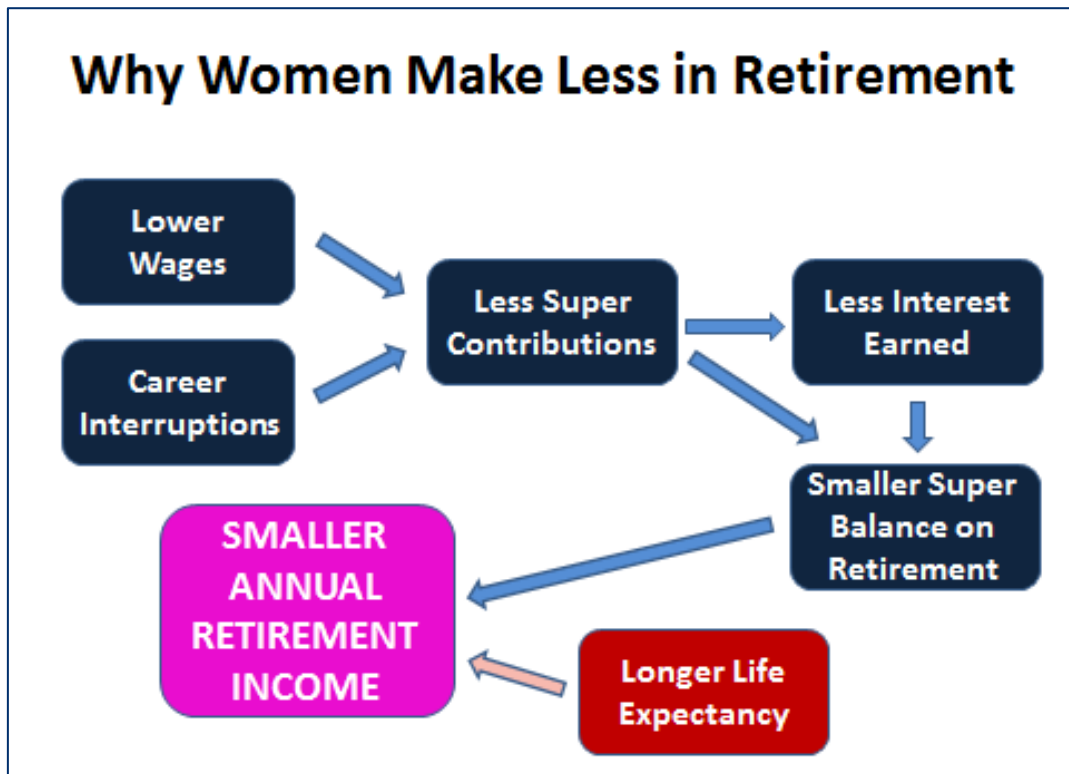 Why Women Make Less in Retirement
Lower
Wages
Career
Interruptions
Less Super
Contributions
Less Interest
Earned
Smaller Super
Balance on
Retirement
SMALLER
ANNUAL
RETIREMENT
INCOME
Longer Life
Expectancy